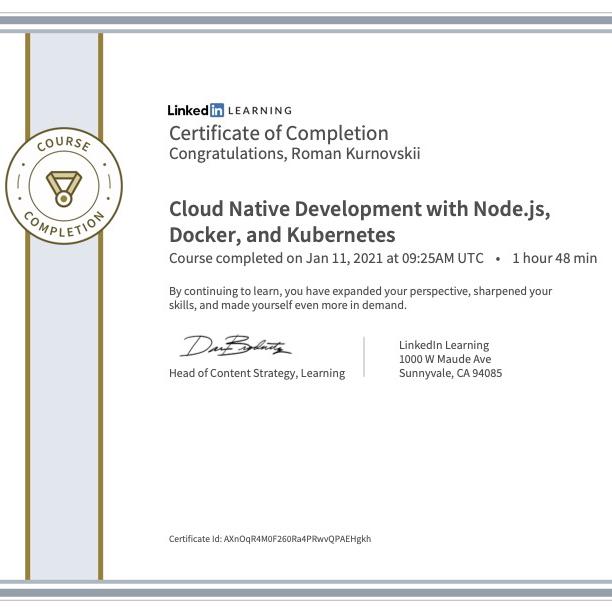 COURSE
COMPLETION
Linked in LEARNING
Certificate of Completion
Congratulations, Roman Kurnovskii
Cloud Native Development with Node.js,
Docker, and Kubernetes
Course completed on Jan 11, 2021 at 09:25AM UTC • 1 hour 48 min
By continuing to learn, you have expanded your perspective, sharpened your
skills, and made yourself even more in demand.
Head of Content Strategy, Learning
LinkedIn Learning
1000 W Maude Ave
Sunnyvale, CA 94085
Certificate Id: AXnOqR4M0F260Ra4PRwvQPAEHgkh